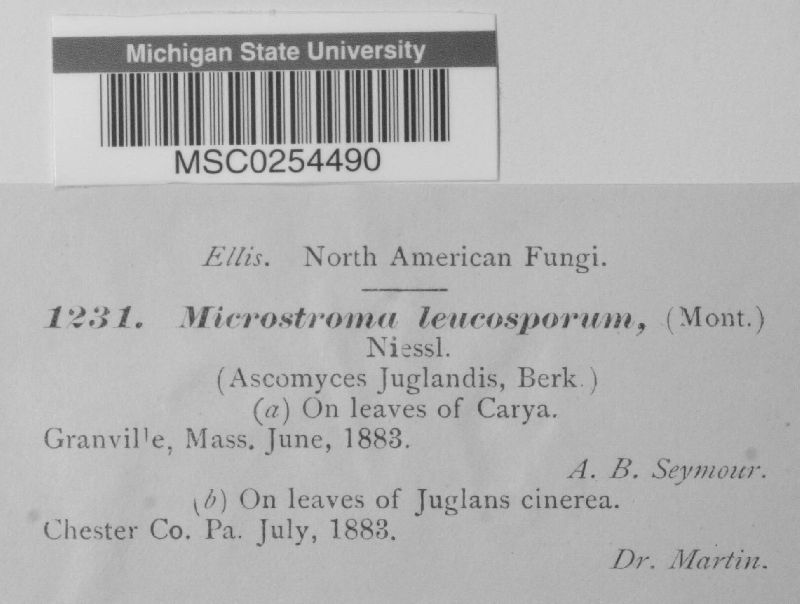 Michigan State University
MSC0254490
Ellis. North American Fungi.
1231. Microstroma leucosporum, (Mont.)
Niessl.
(Ascomyces Juglandis, Berk.)
(a) On leaves of Carya.
Granville, Mass. June, 1883.
A. B. Seymour.
(b) On leaves of Juglans cinerea.
Chester Co. Pa. July, 1883.
Dr. Martin.